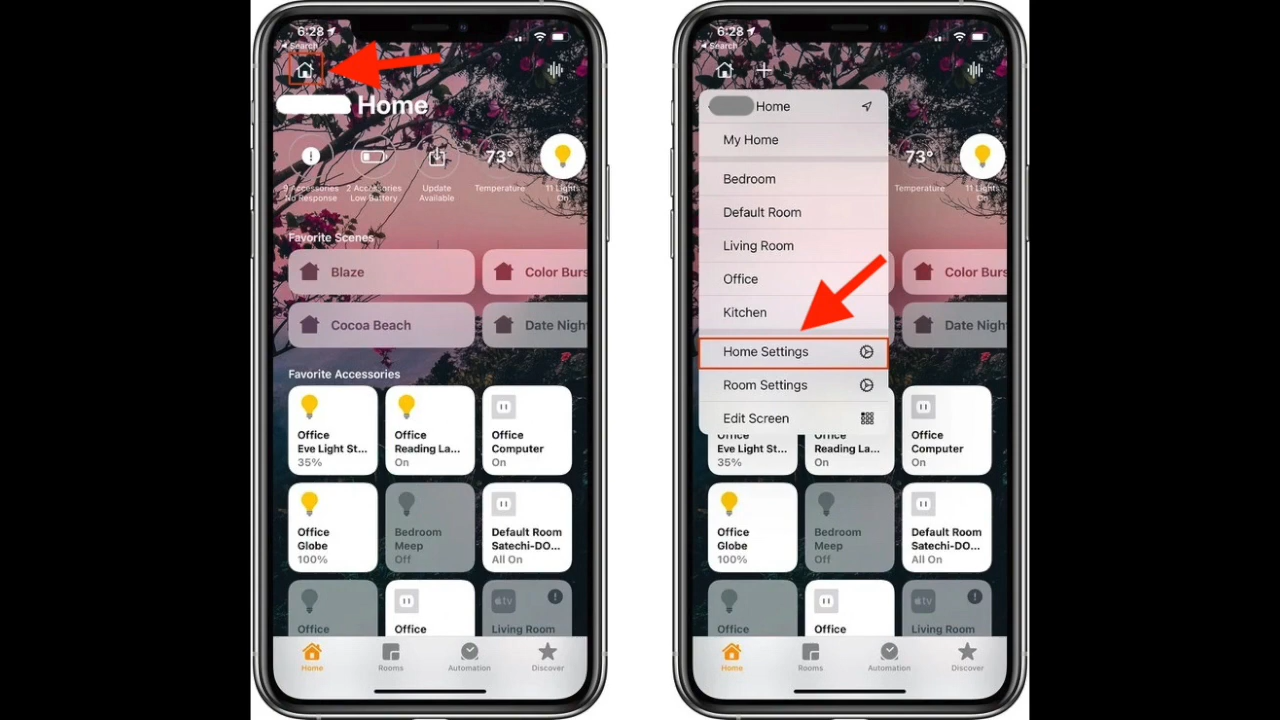 6:28
Search
Home
73°
9 Accessories
No Response
2 Accessories
Low Battery
Update
Available
Temperature
11 Lights
On
Favorite Scenes
Blaze
Color Burs
Cocoa Beach
Date Night
Favorite Accessories
Office
Eve Light St...
35%
Office
Reading La...
On
Office
Computer
On
Office
Globe
100%
Bedroom
Meep
Off
Default Room
Satechi-DO...
All On
Office
Office
tv
Living Room
Home
Rooms
Automation
Discover
6:28
Search
Home
My Home
Bedroom
Default Room
Living Room
Office
Kitchen
Home Settings
Room Settings
Edit Screen
73°
Temperature
11 Lights
On
Color Burs
Date Nigh
Office
Eve Light St...
35%
Office
Reading La...
On
Office
Computer
On
Office
Globe
100%
Bedroom
Meep
Off
Default Room
Satechi-DO...
All On
Office
Office
tv
Living Room
Home
Rooms
Automation
Discover